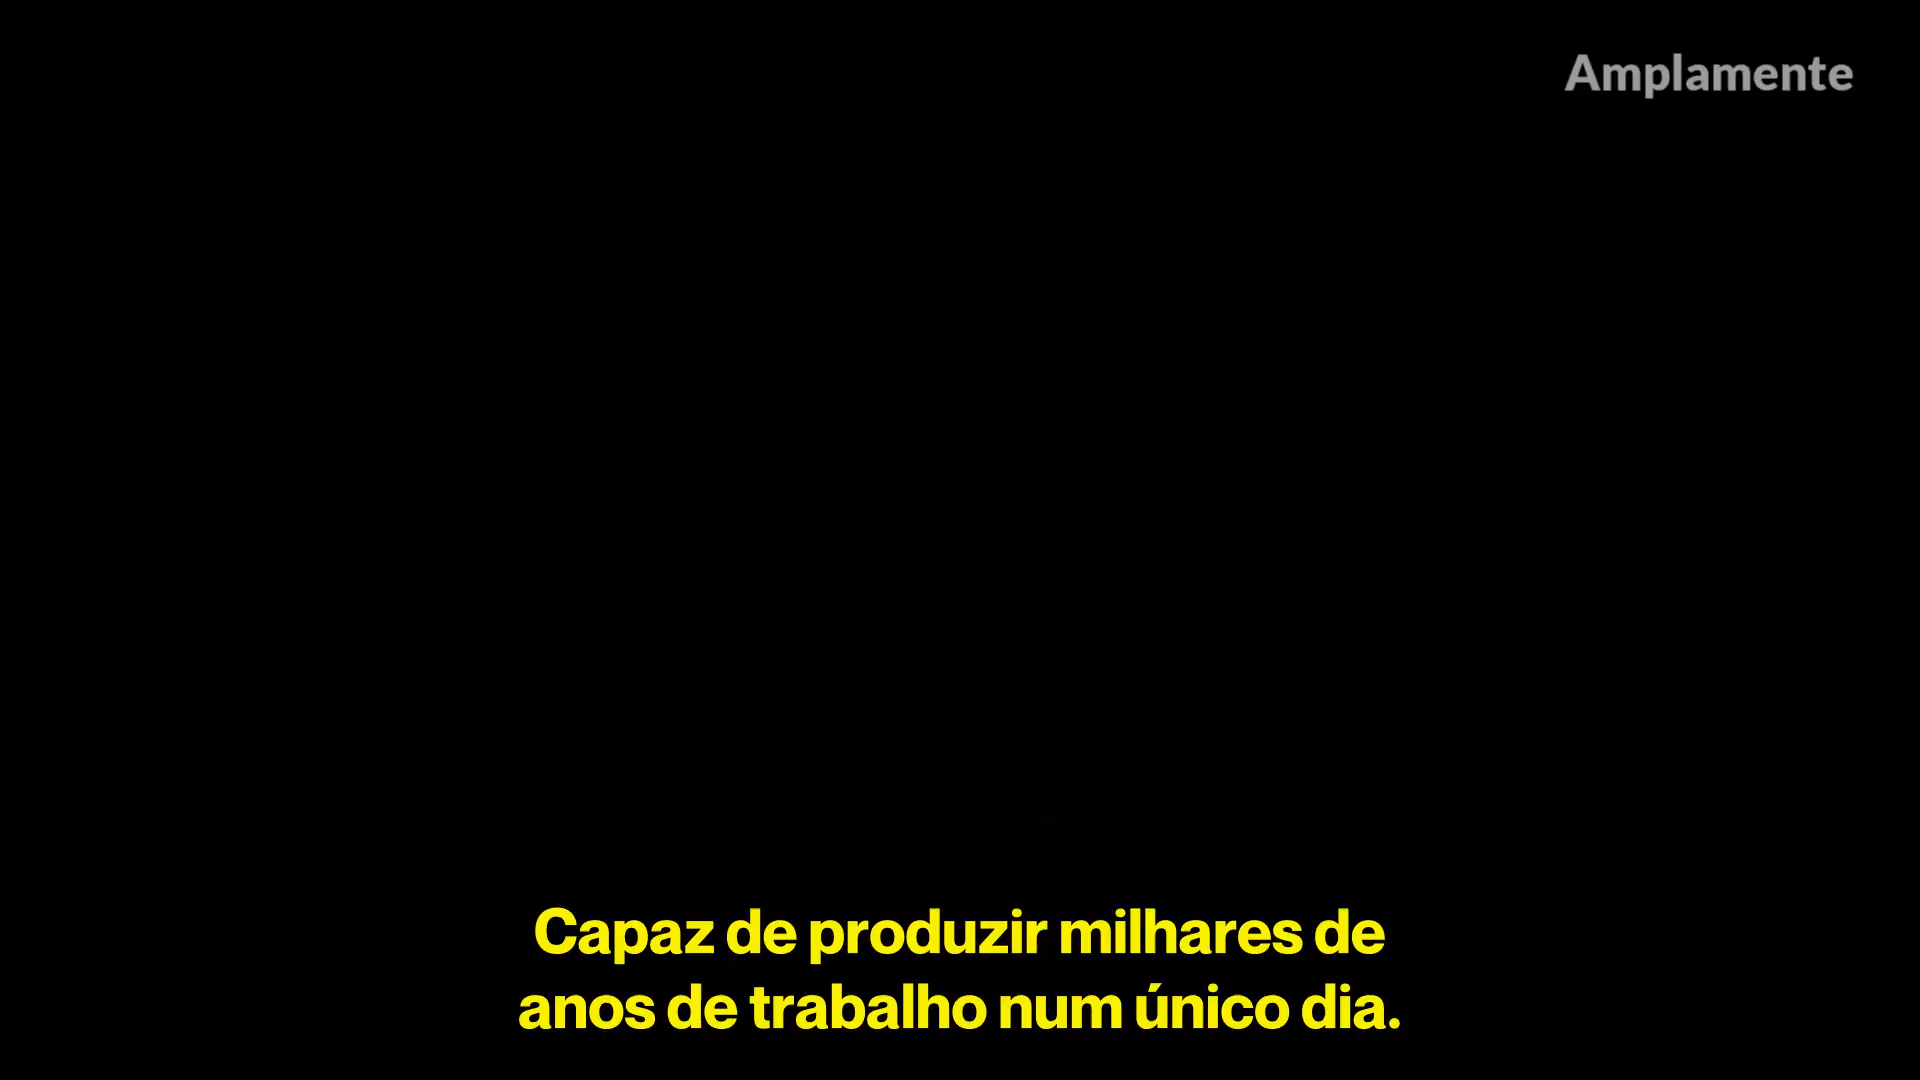 Amplamente
Capaz de produzir milhares de
anos de trabalho num único dia.